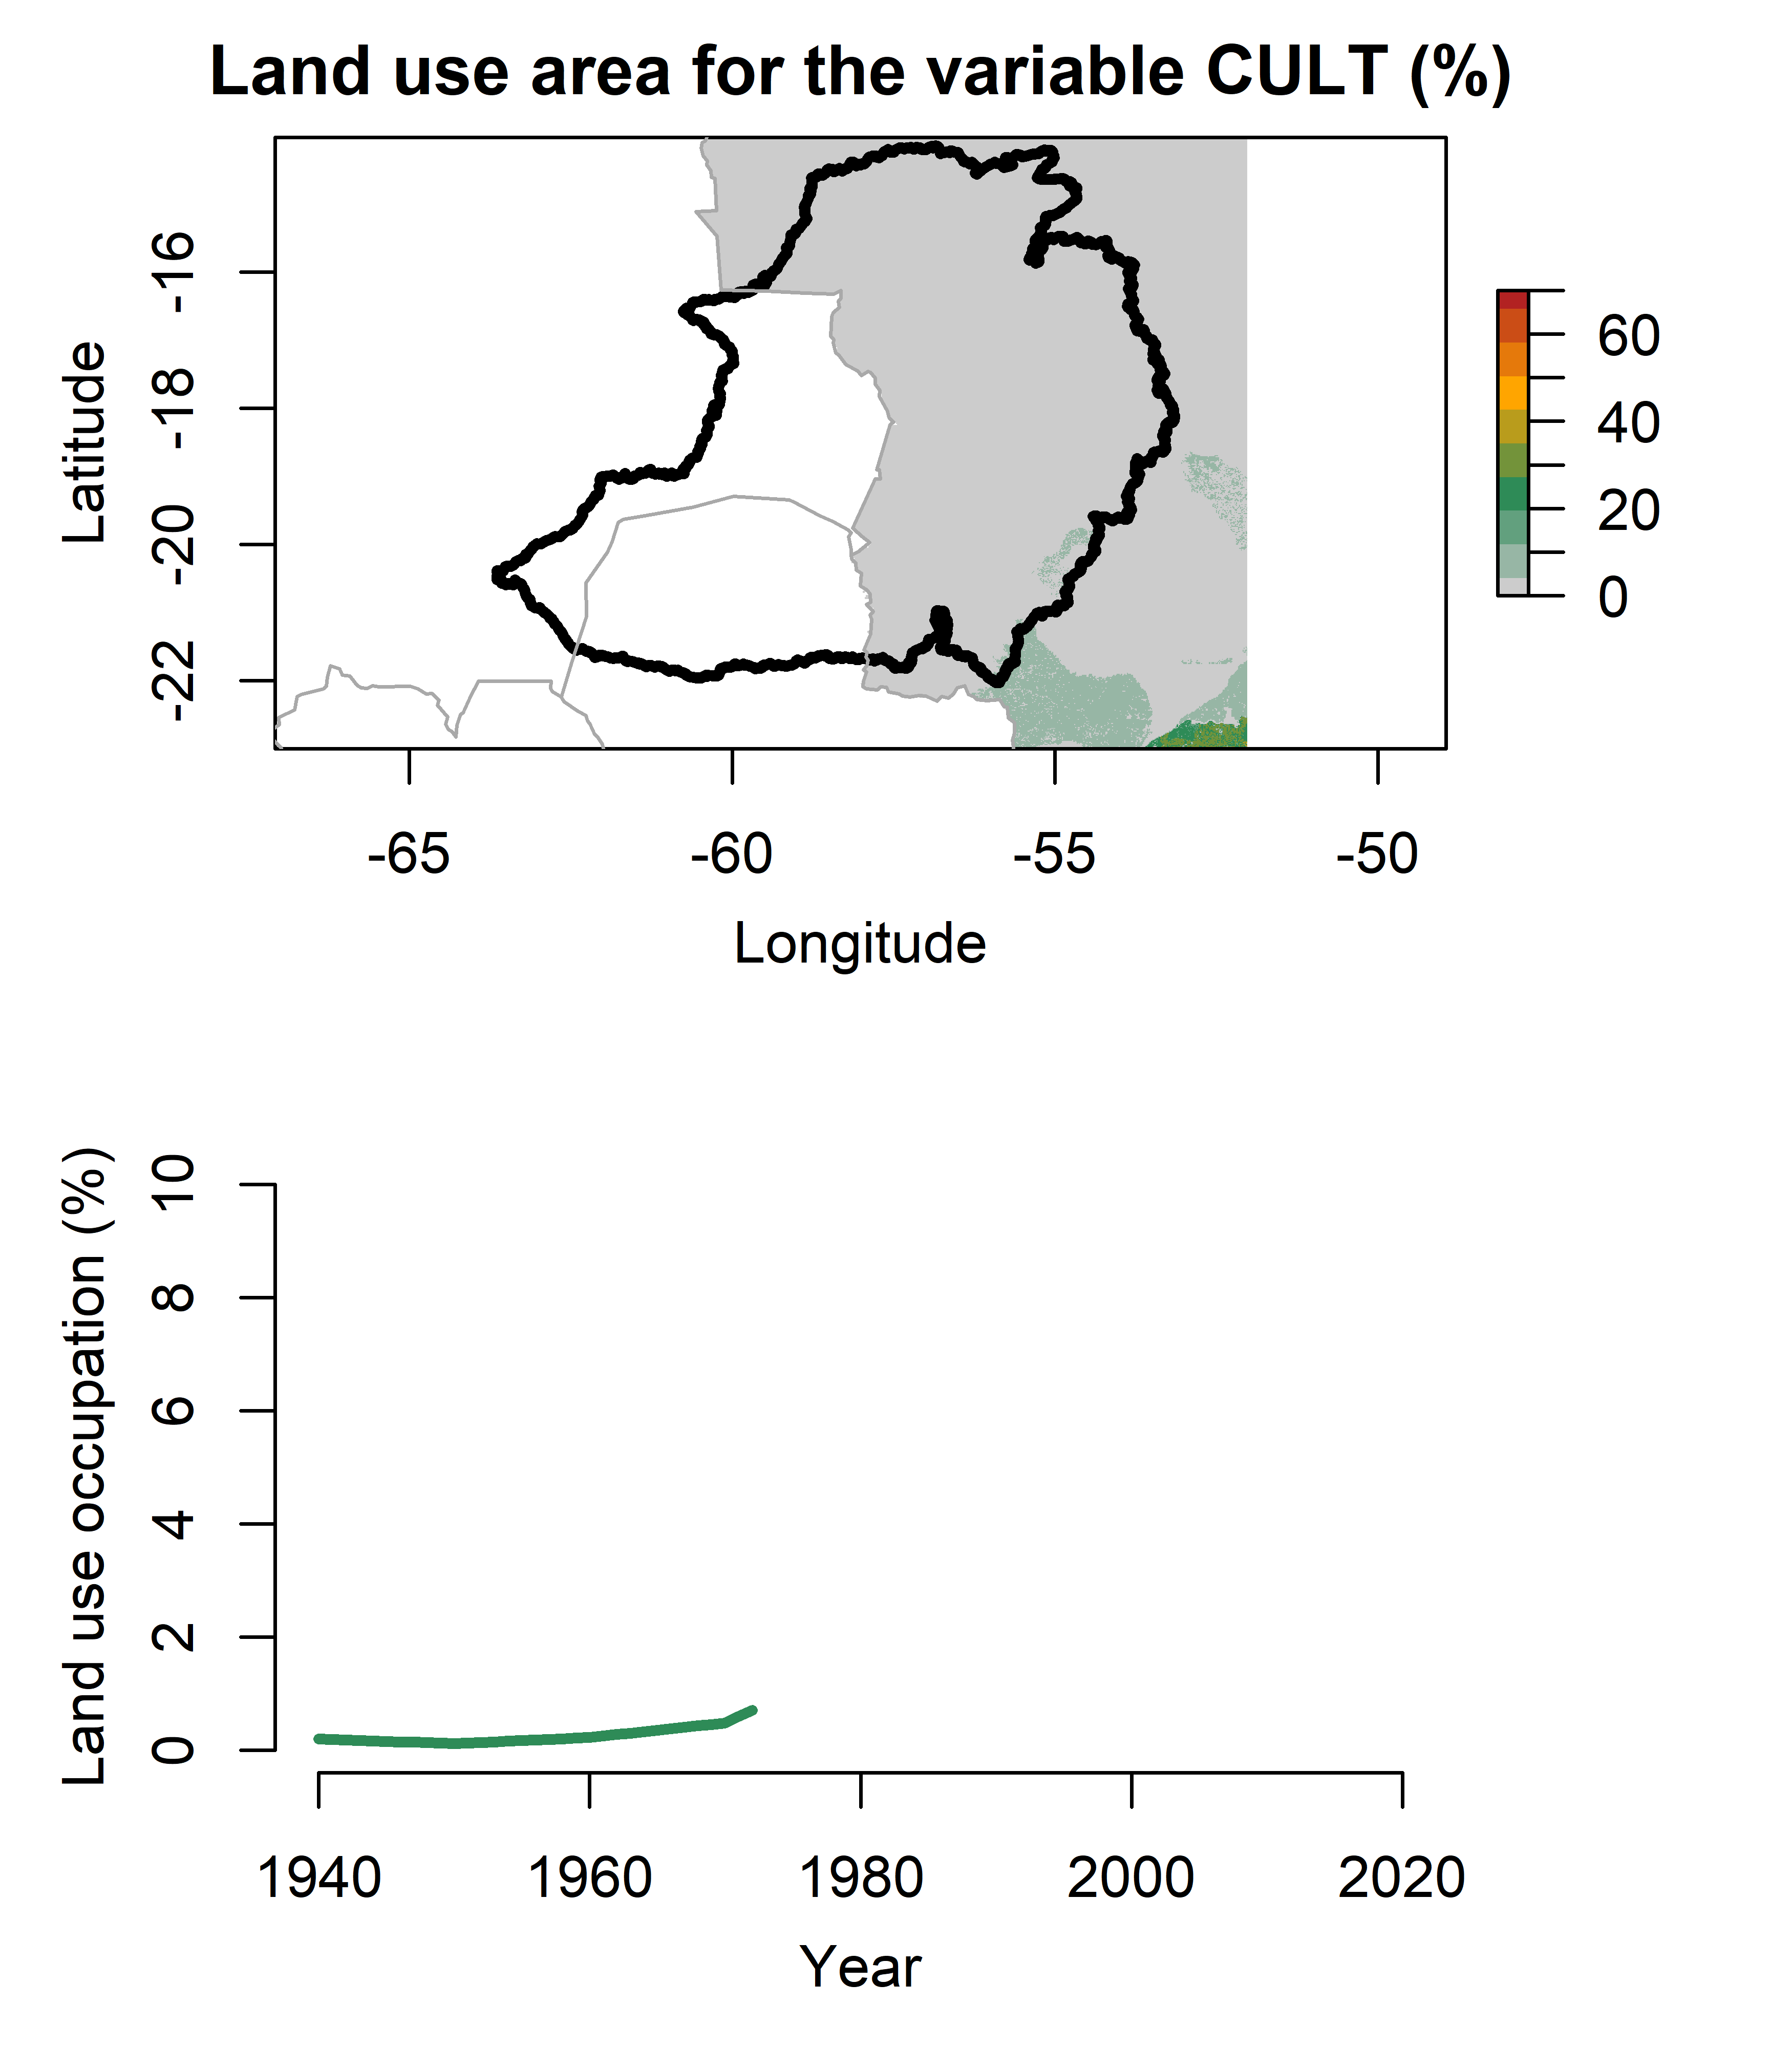 Land use area for the variable CULT (%)
Latitude
-16
-18
-20
-22
-65 -60 -55 -50
Longitude
60
40
20
0
Land use occupation (%)
10
8
6
4
2
0
1940 1960 1980 2000 2020
Year